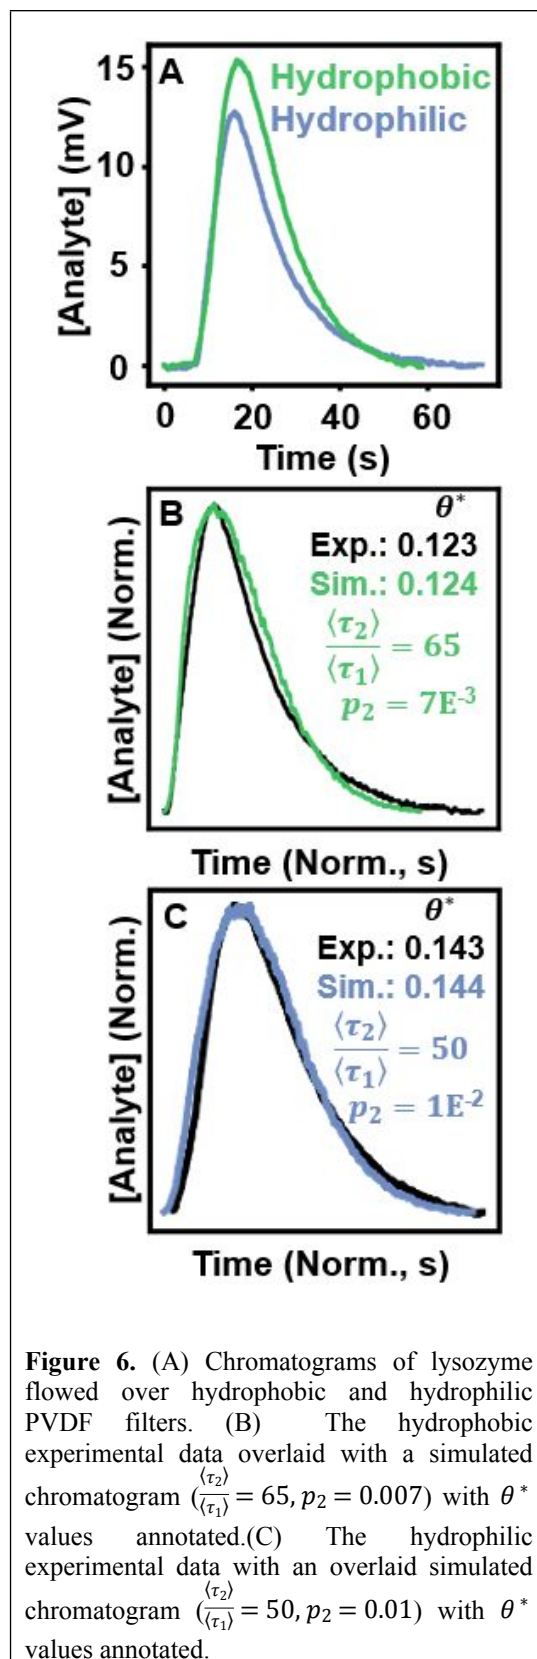 A
Hydrophobic
Hydrophilic
15
10
5
0
[Analyte] (mV)
0 20 40 60
Time (s)
B
θ*
Exp.: 0.123
Sim.: 0.124
⟨τ₂⟩/⟨τ₁⟩ = 65
p₂ = 7E⁻³
[Analyte] (Norm.)
Time (Norm., s)
C
θ*
Exp.: 0.143
Sim.: 0.144
⟨τ₂⟩/⟨τ₁⟩ = 50
p₂ = 1E⁻²
[Analyte] (Norm.)
Time (Norm., s)
Figure 6. (A) Chromatograms of lysozyme
flowed over hydrophobic and hydrophilic
PVDF filters. (B) The hydrophobic
experimental data overlaid with a simulated
chromatogram (⟨τ₂⟩/⟨τ₁⟩ = 65, p₂ = 0.007) with θ*
values annotated.(C) The hydrophilic
experimental data with an overlaid simulated
chromatogram (⟨τ₂⟩/⟨τ₁⟩ = 50, p₂ = 0.01) with θ*
values annotated.